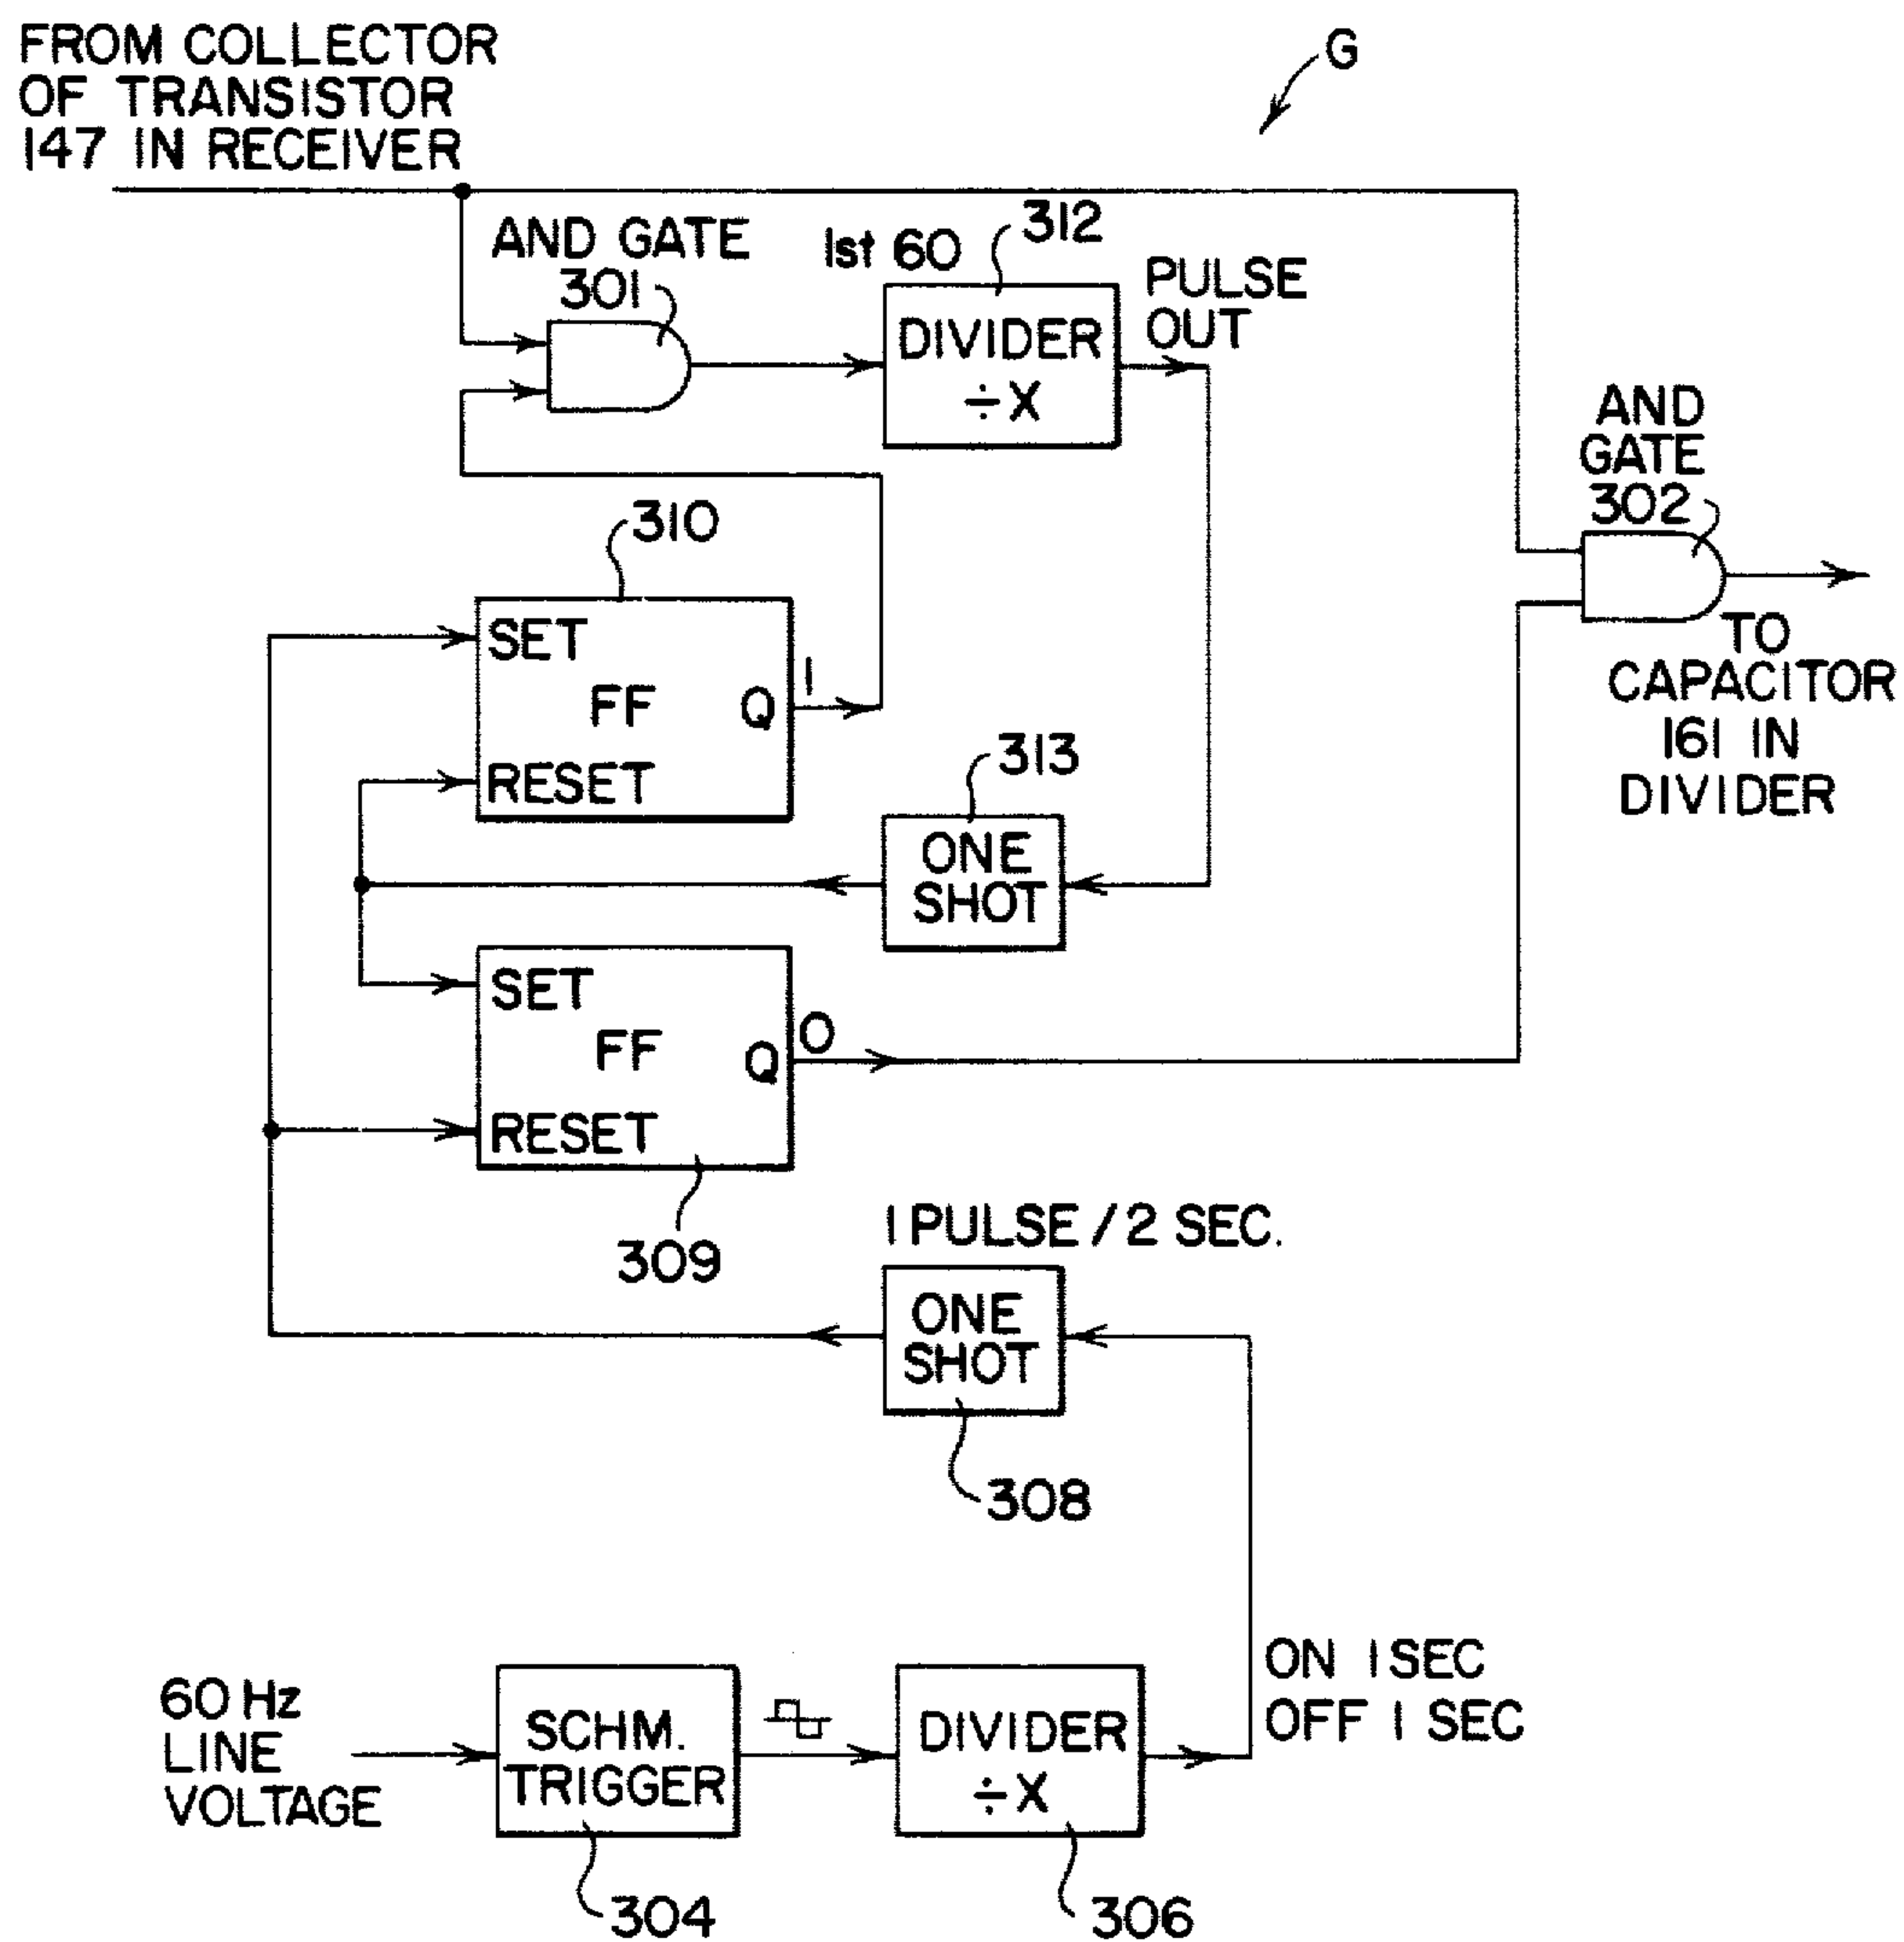 FROM COLLECTOR
OF TRANSISTOR
147 IN RECEIVER
G
AND GATE
301
1st 60
312
PULSE
OUT
DIVIDER
÷X
AND
GATE
302
TO
CAPACITOR
161 IN
DIVIDER
310
SET
FF
Q
1
RESET
313
ONE
SHOT
SET
FF
Q
0
RESET
309
1 PULSE / 2 SEC.
ONE
SHOT
308
60 Hz
LINE
VOLTAGE
SCHM.
TRIGGER
304
DIVIDER
÷X
306
ON 1 SEC
OFF 1 SEC